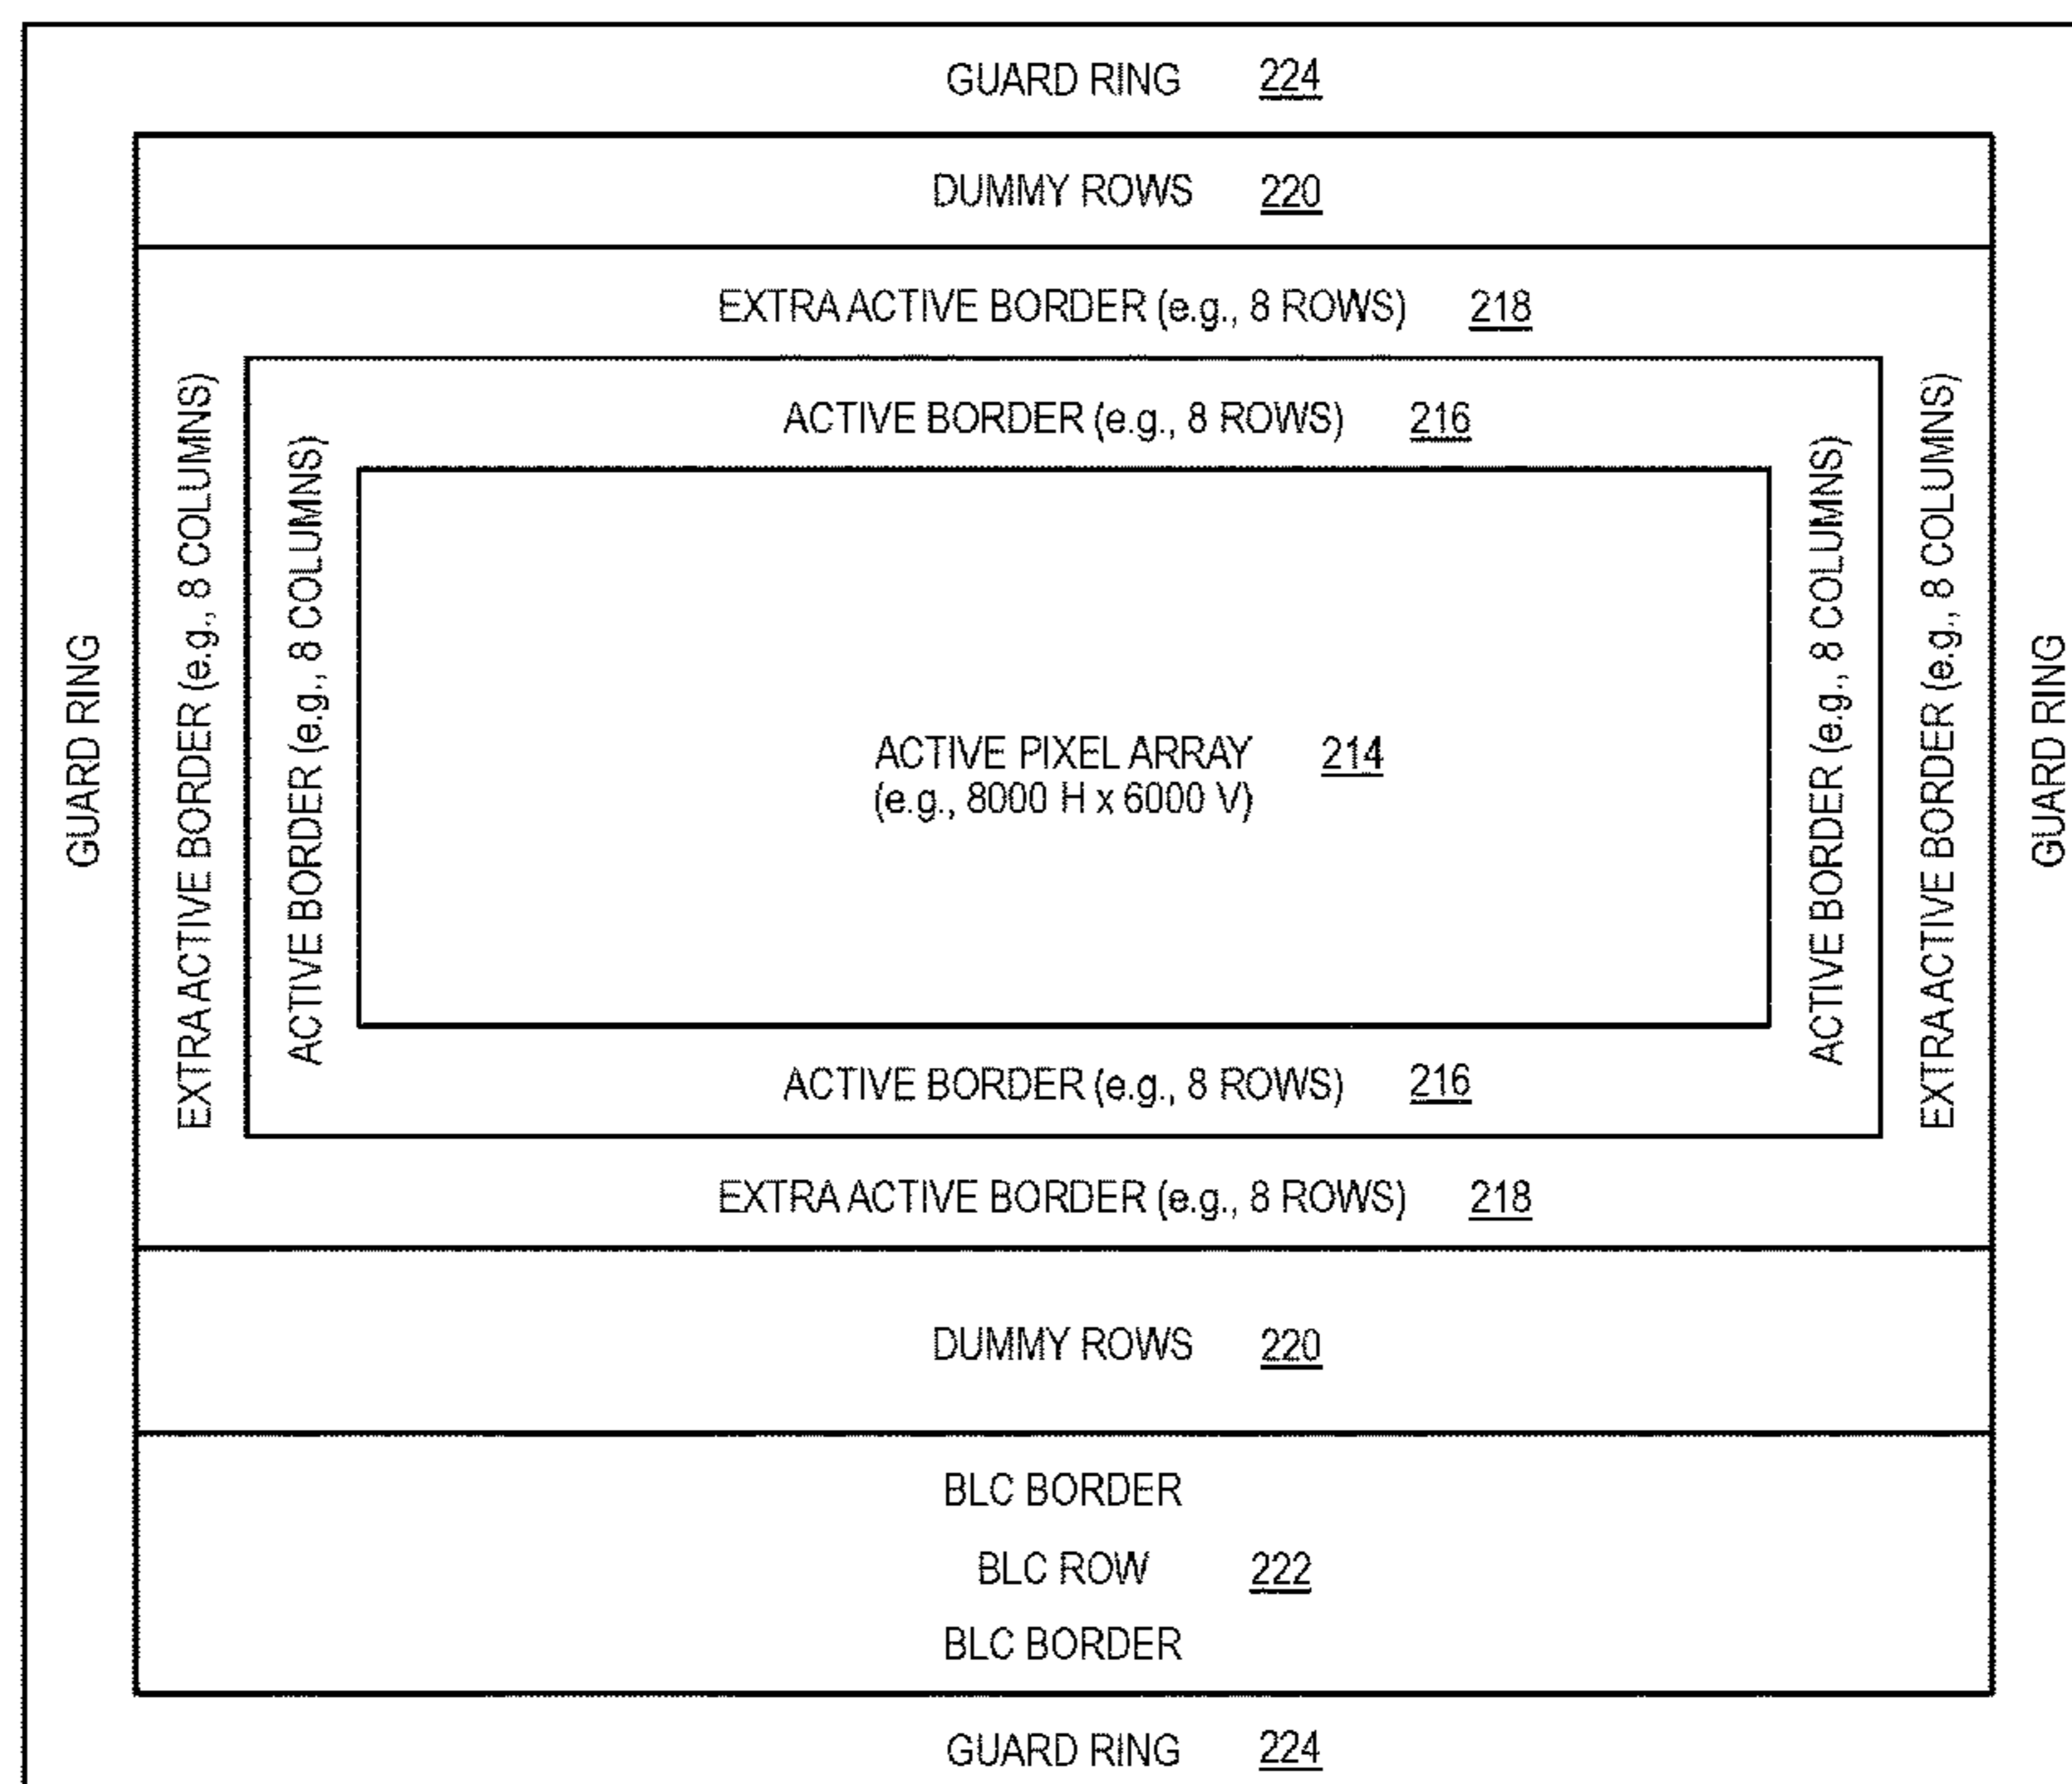 GUARD RING 224
DUMMY ROWS 220
EXTRA ACTIVE BORDER (e.g., 8 ROWS) 218
ACTIVE BORDER (e.g., 8 ROWS) 216
GUARD RING
EXTRA ACTIVE BORDER (e.g., 8 COLUMNS)
ACTIVE BORDER (e.g., 8 COLUMNS)
ACTIVE PIXEL ARRAY 214
(e.g., 8000 H x 6000 V)
ACTIVE BORDER (e.g., 8 COLUMNS)
EXTRA ACTIVE BORDER (e.g., 8 COLUMNS)
GUARD RING
ACTIVE BORDER (e.g., 8 ROWS) 216
EXTRA ACTIVE BORDER (e.g., 8 ROWS) 218
DUMMY ROWS 220
BLC BORDER
BLC ROW 222
BLC BORDER
GUARD RING 224